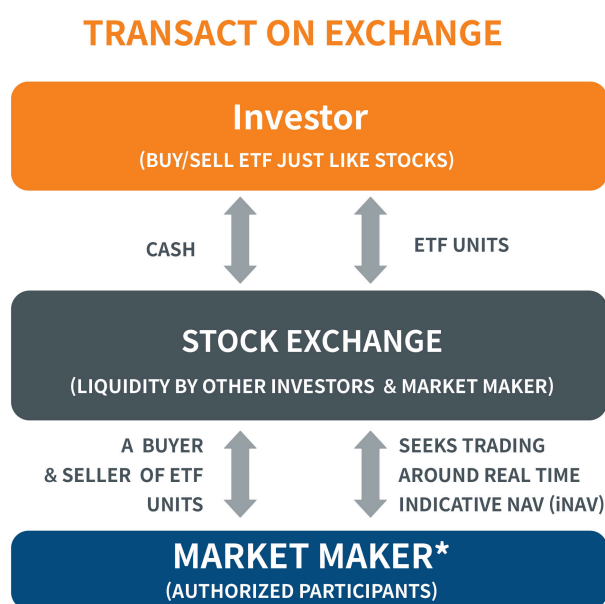 TRANSACT ON EXCHANGE
Investor
(BUY/SELL ETF JUST LIKE STOCKS)
CASH
ETF UNITS
STOCK EXCHANGE
(LIQUIDITY BY OTHER INVESTORS & MARKET MAKER)
A BUYER
& SELLER OF ETF
UNITS
SEEKS TRADING
AROUND REAL TIME
INDICATIVE NAV (iNAV)
MARKET MAKER*
(AUTHORIZED PARTICIPANTS)